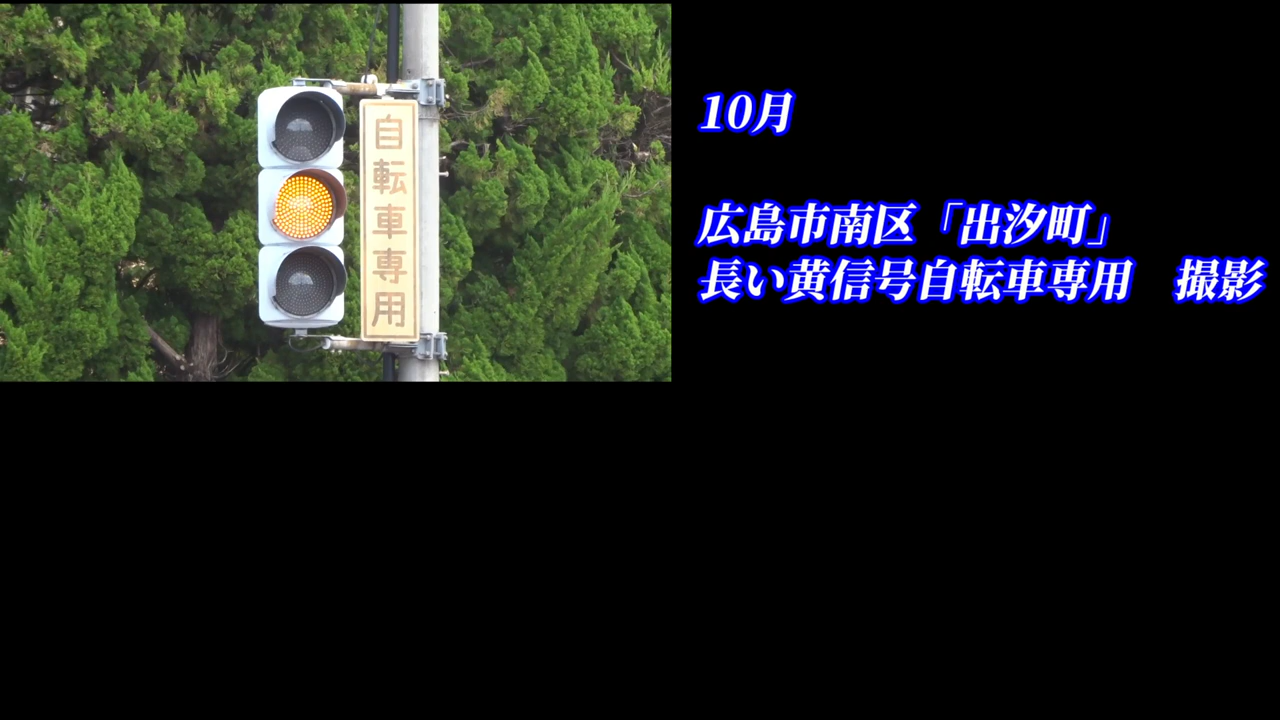 自転車専用
10月
広島市南区「出汐町」
長い黄信号自転車専用　撮影